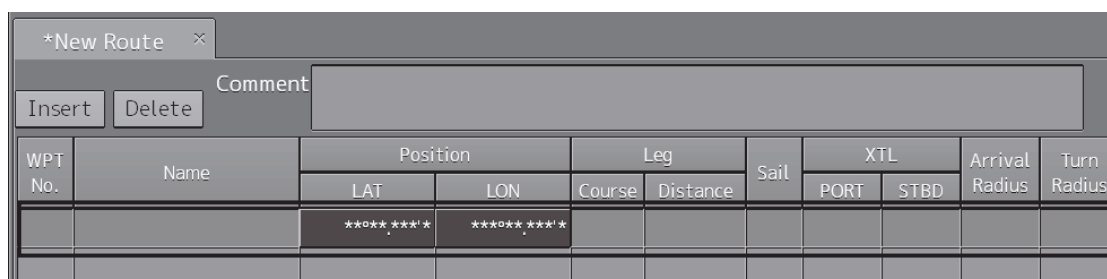 *New Route ×
Comment
Insert Delete
WPT No. Name Position Leg Sail XTL Arrival Radius Turn Radius
LAT LON Course Distance PORT STBD
**°**.***'* ***°**.***'*